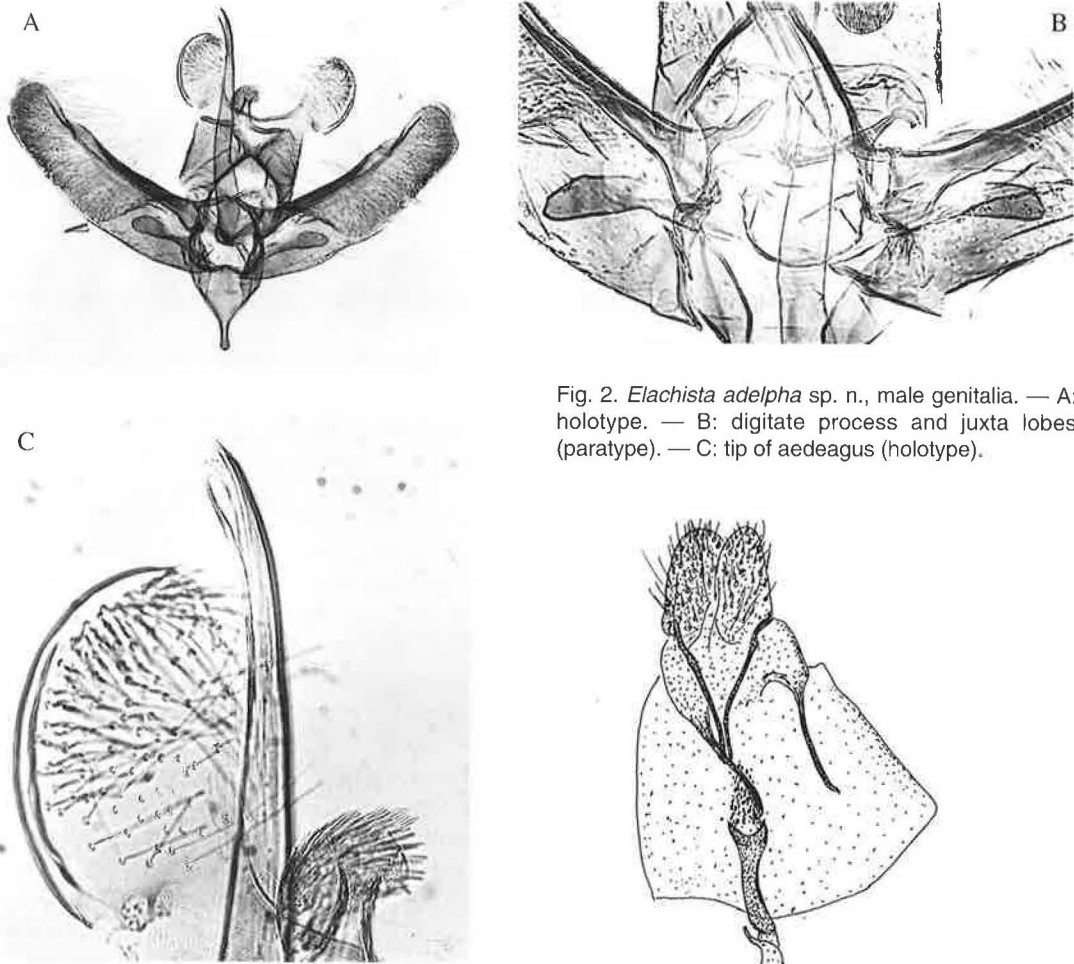 A
B
Fig. 2. Elachista adelpha sp. n., male genitalia. — A:
holotype. — B: digitate process and juxta lobes
(paratype). — C: tip of aedeagus (holotype).
C